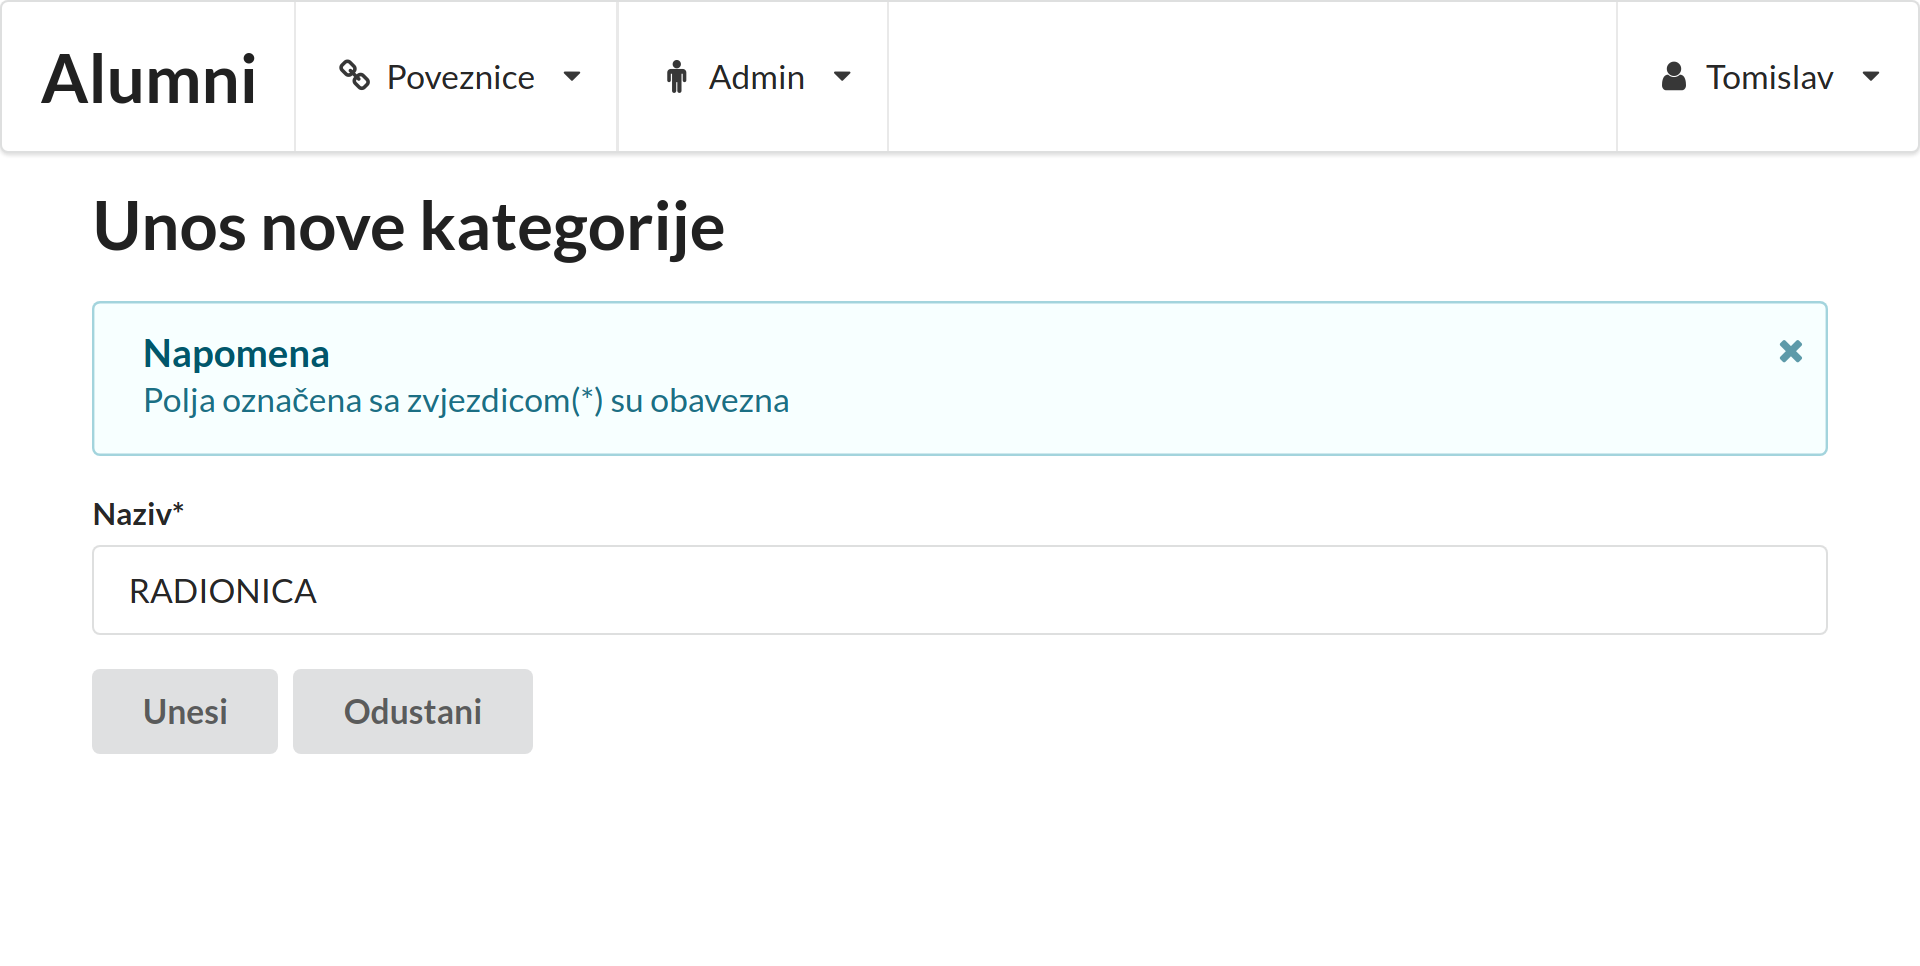 Alumni
Poveznice
Admin
Tomislav
Unos nove kategorije
Napomena
Polja označena sa zvjezdicom(*) su obavezna
Naziv*
RADIONICA
Unesi
Odustani